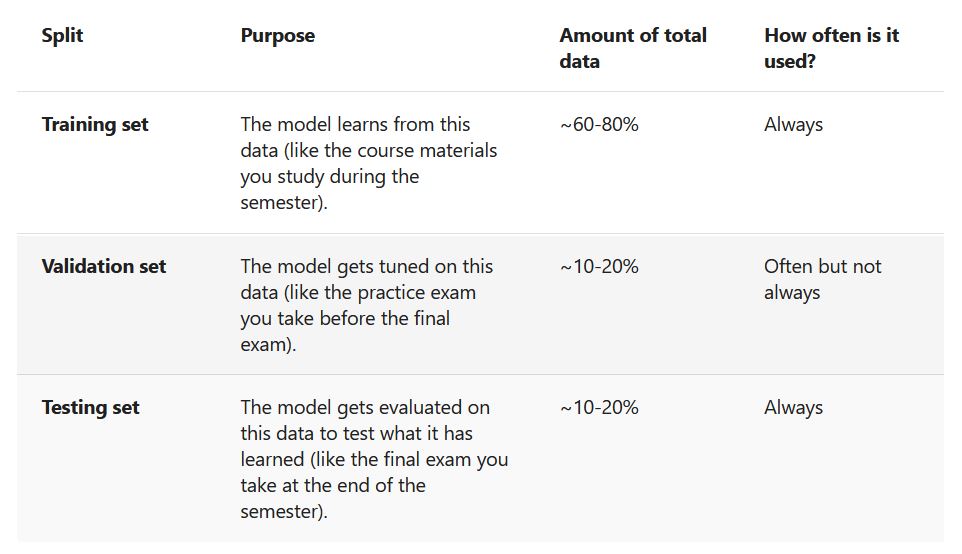 Split
Purpose
Amount of total
data
How often is it
used?
Training set
The model learns from this
data (like the course materials
you study during the
semester).
~60-80%
Always
Validation set
The model gets tuned on this
data (like the practice exam
you take before the final
exam).
~10-20%
Often but not
always
Testing set
The model gets evaluated on
this data to test what it has
learned (like the final exam you
take at the end of the
semester).
~10-20%
Always